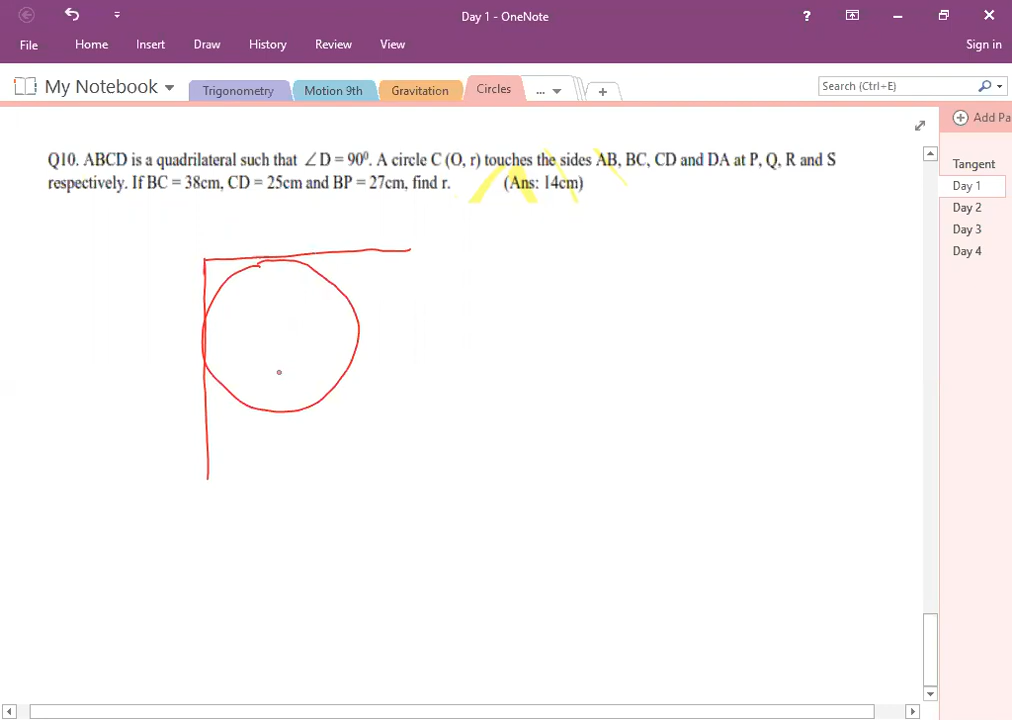 Day 1 - OneNote
?
File
Home
Insert
Draw
History
Review
View
Sign in
My Notebook
Trigonometry
Motion 9th
Gravitation
Circles
...
+
Search (Ctrl+E)
Add Pa
Q10. ABCD is a quadrilateral such that ∠D = 90⁰. A circle C (O, r) touches the sides AB, BC, CD and DA at P, Q, R and S
respectively. If BC = 38cm, CD = 25cm and BP = 27cm, find r. (Ans: 14cm)
Tangent
Day 1
Day 2
Day 3
Day 4